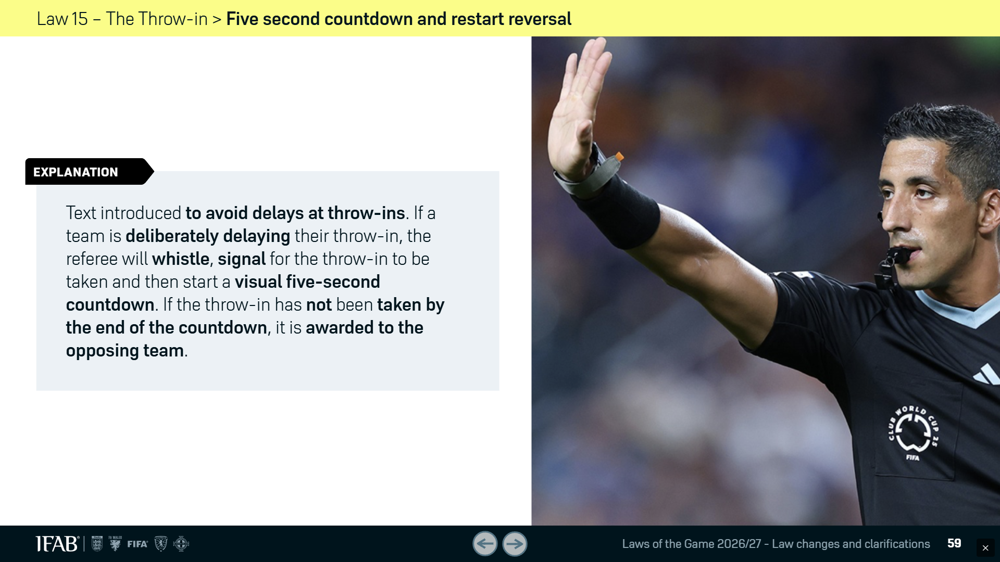 Law 15 – The Throw-in > Five second countdown and restart reversal
EXPLANATION
Text introduced to avoid delays at throw-ins. If a
team is deliberately delaying their throw-in, the
referee will whistle, signal for the throw-in to be
taken and then start a visual five-second
countdown. If the throw-in has not been taken by
the end of the countdown, it is awarded to the
opposing team.
CLUB WORLD CUP 25
FIFA
IFAB
FA WALES
FIFA
Laws of the Game 2026/27 - Law changes and clarifications
59